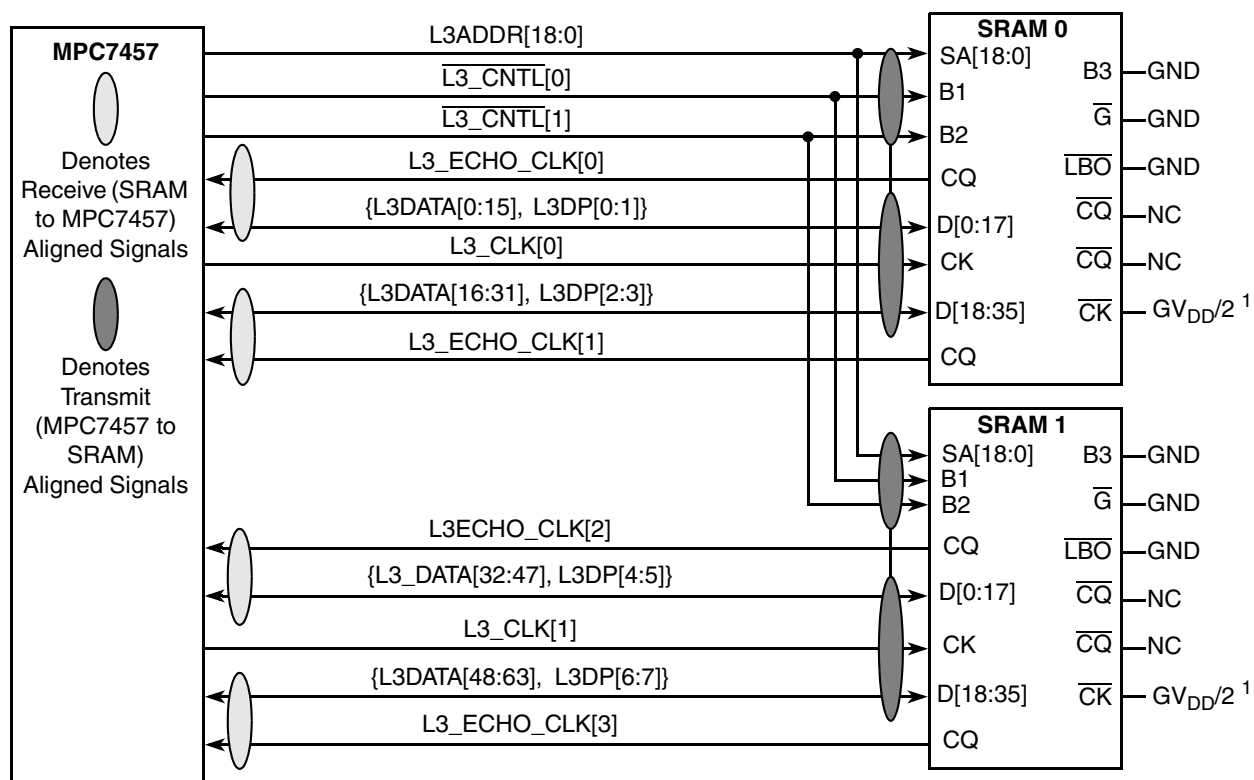 MPC7457
Denotes
Receive (SRAM
to MPC7457)
Aligned Signals
Denotes
Transmit
(MPC7457 to
SRAM)
Aligned Signals
L3ADDR[18:0]
L3_CNTL[0]
L3_CNTL[1]
L3_ECHO_CLK[0]
{L3DATA[0:15], L3DP[0:1]}
L3_CLK[0]
{L3DATA[16:31], L3DP[2:3]}
L3_ECHO_CLK[1]
SRAM 0
SA[18:0]
B1
B2
CQ
D[0:17]
CK
D[18:35]
CQ
B3 GND
G GND
LBO GND
CQ NC
CQ NC
CK GVDD/2 1
L3ECHO_CLK[2]
{L3_DATA[32:47], L3DP[4:5]}
L3_CLK[1]
{L3DATA[48:63], L3DP[6:7]}
L3_ECHO_CLK[3]
SRAM 1
SA[18:0]
B1
B2
CQ
D[0:17]
CK
D[18:35]
CQ
B3 GND
G GND
LBO GND
CQ NC
CQ NC
CK GVDD/2 1